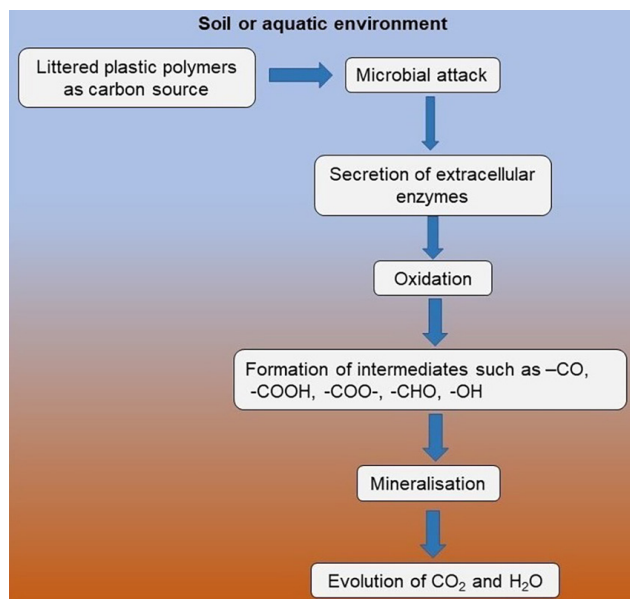 Soil or aquatic environment
Littered plastic polymers
as carbon source
Microbial attack
Secretion of extracellular
enzymes
Oxidation
Formation of intermediates such as –CO,
-COOH, -COO-, -CHO, -OH
Mineralisation
Evolution of CO₂ and H₂O